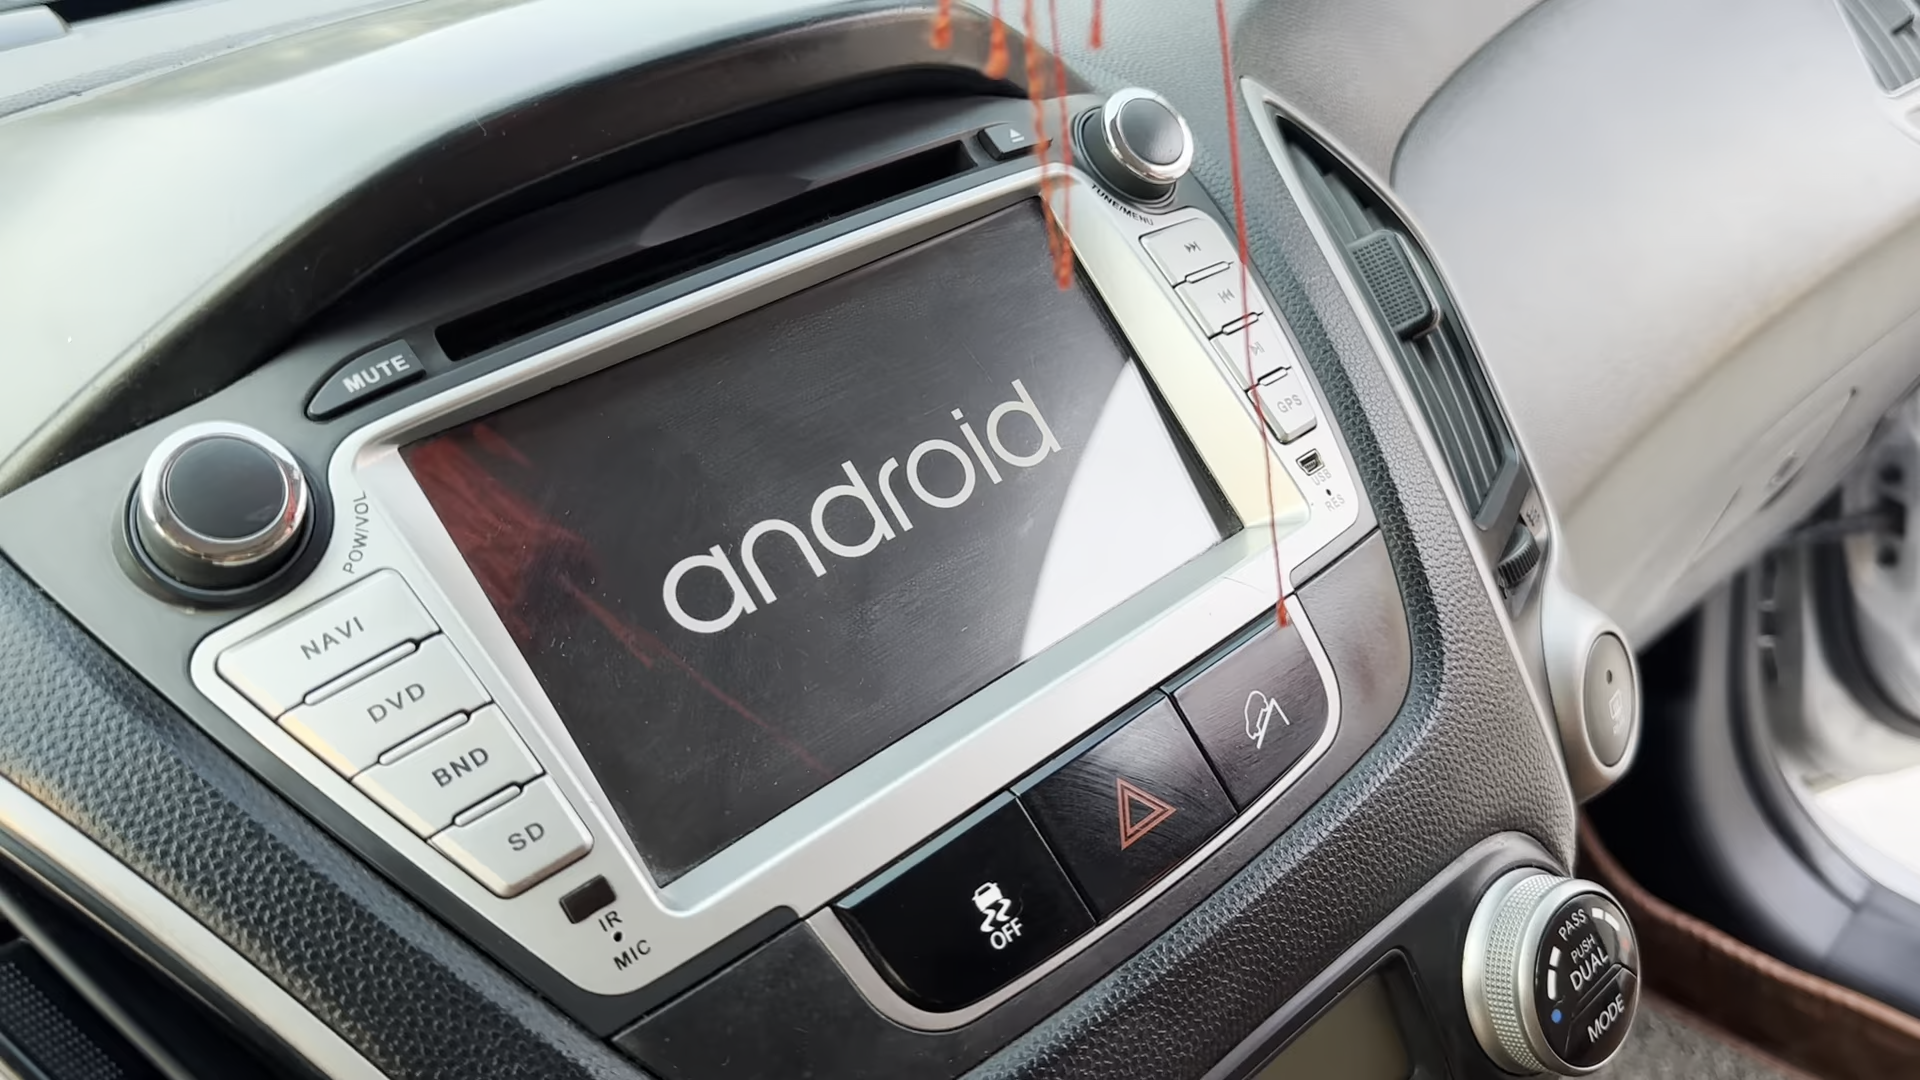 MUTE
TUNE/MENU
POW/VOL
android
GPS
USB
RES
NAVI
DVD
BND
SD
IR
MIC
OFF
PASS
PUSH
DUAL
MODE